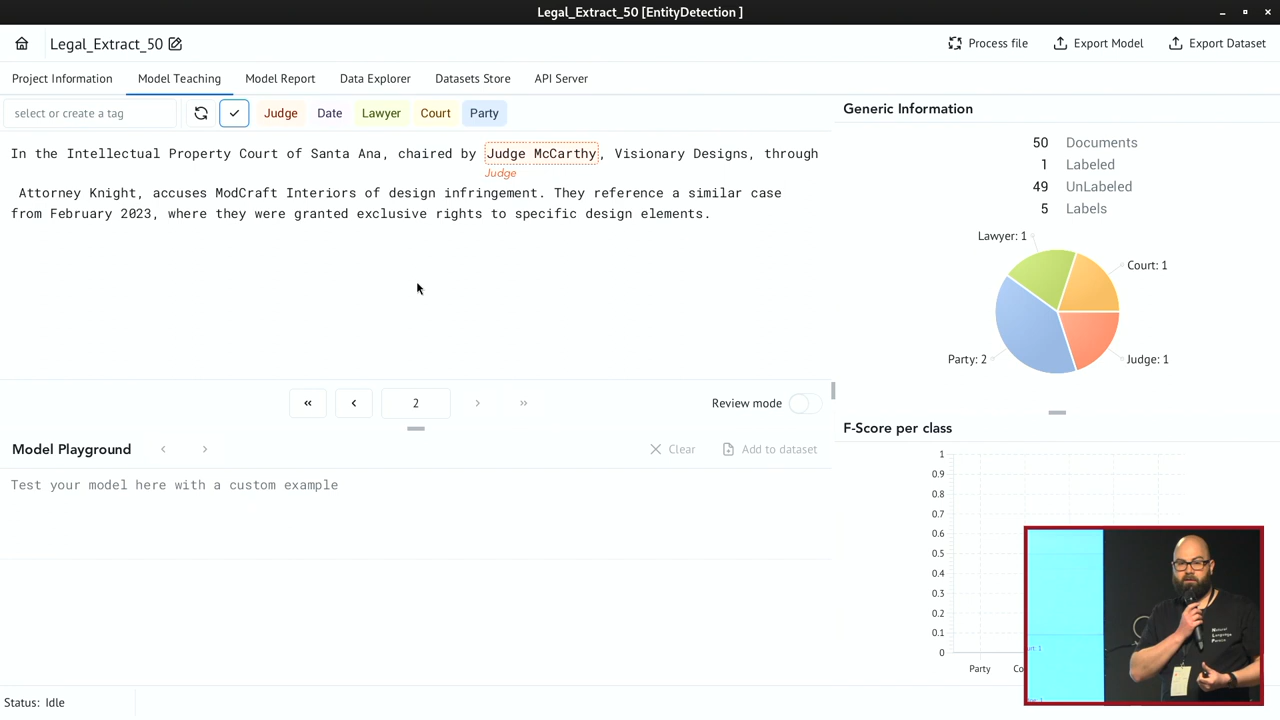 Legal_Extract_50 [EntityDetection ]
Legal_Extract_50
Process file
Export Model
Export Dataset
Project Information
Model Teaching
Model Report
Data Explorer
Datasets Store
API Server
select or create a tag
Judge
Date
Lawyer
Court
Party
In the Intellectual Property Court of Santa Ana, chaired by Judge McCarthy, Visionary Designs, through
Judge
Attorney Knight, accuses ModCraft Interiors of design infringement. They reference a similar case
from February 2023, where they were granted exclusive rights to specific design elements.
2
Review mode
Model Playground
Clear
Add to dataset
Test your model here with a custom example
Generic Information
50 Documents
1 Labeled
49 UnLabeled
5 Labels
Lawyer: 1
Court: 1
Party: 2
Judge: 1
F-Score per class
1
0.9
0.8
0.7
0.6
0.5
0.4
0.3
0.2
0.1
0
Party
Co
Natural
Language
Status: Idle